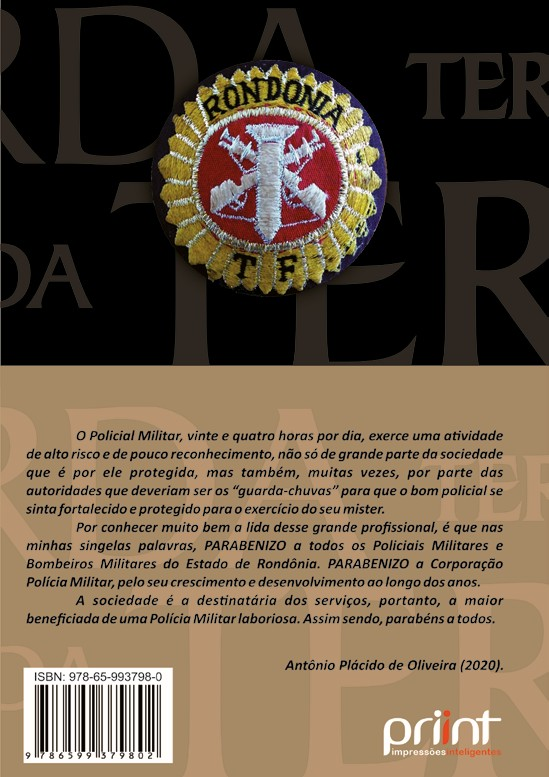 RDA
TER
RONDONIA
DA
TER
T F
O Policial Militar, vinte e quatro horas por dia, exerce uma atividade
de alto risco e de pouco reconhecimento, não só de grande parte da sociedade
que é por ele protegida, mas também, muitas vezes, por parte das
autoridades que deveriam ser os “guarda-chuvas” para que o bom policial se
sinta fortalecido e protegido para o exercício do seu mister.
Por conhecer muito bem a lida desse grande profissional, é que nas
minhas singelas palavras, PARABENIZO a todos os Policiais Militares e
Bombeiros Militares do Estado de Rondônia. PARABENIZO a Corporação
Polícia Militar, pelo seu crescimento e desenvolvimento ao longo dos anos.
A sociedade é a destinatária dos serviços, portanto, a maior
beneficiada de uma Polícia Militar laboriosa. Assim sendo, parabéns a todos.
Antônio Plácido de Oliveira (2020).
RDA
TER
DA
TER
ISBN: 978-65-993798-0
9 786599 379802
priint
impressões inteligentes